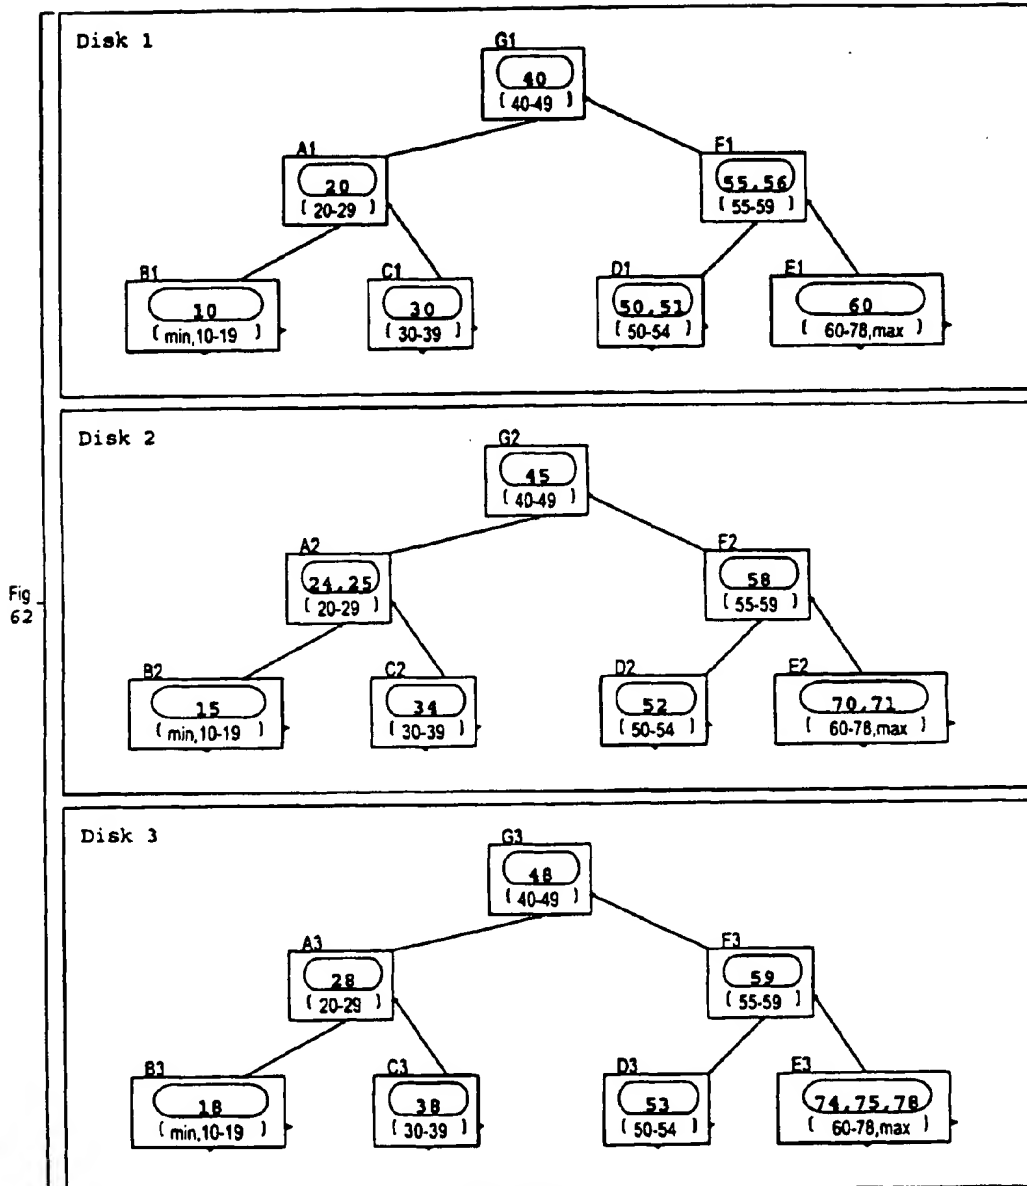 Disk 1
G1
40
( 40-49 )
A1
20
( 20-29 )
F1
55,56
( 55-59 )
B1
10
( min,10-19 )
C1
30
( 30-39 )
D1
50,51
( 50-54 )
E1
60
( 60-78,max )
Disk 2
G2
45
( 40-49 )
A2
24,25
( 20-29 )
F2
58
( 55-59 )
Fig
62
B2
15
( min,10-19 )
C2
34
( 30-39 )
D2
52
( 50-54 )
E2
70,71
( 60-78,max )
Disk 3
G3
48
( 40-49 )
A3
28
( 20-29 )
F3
59
( 55-59 )
B3
18
( min,10-19 )
C3
38
( 30-39 )
D3
53
( 50-54 )
E3
74,75,78
( 60-78,max )